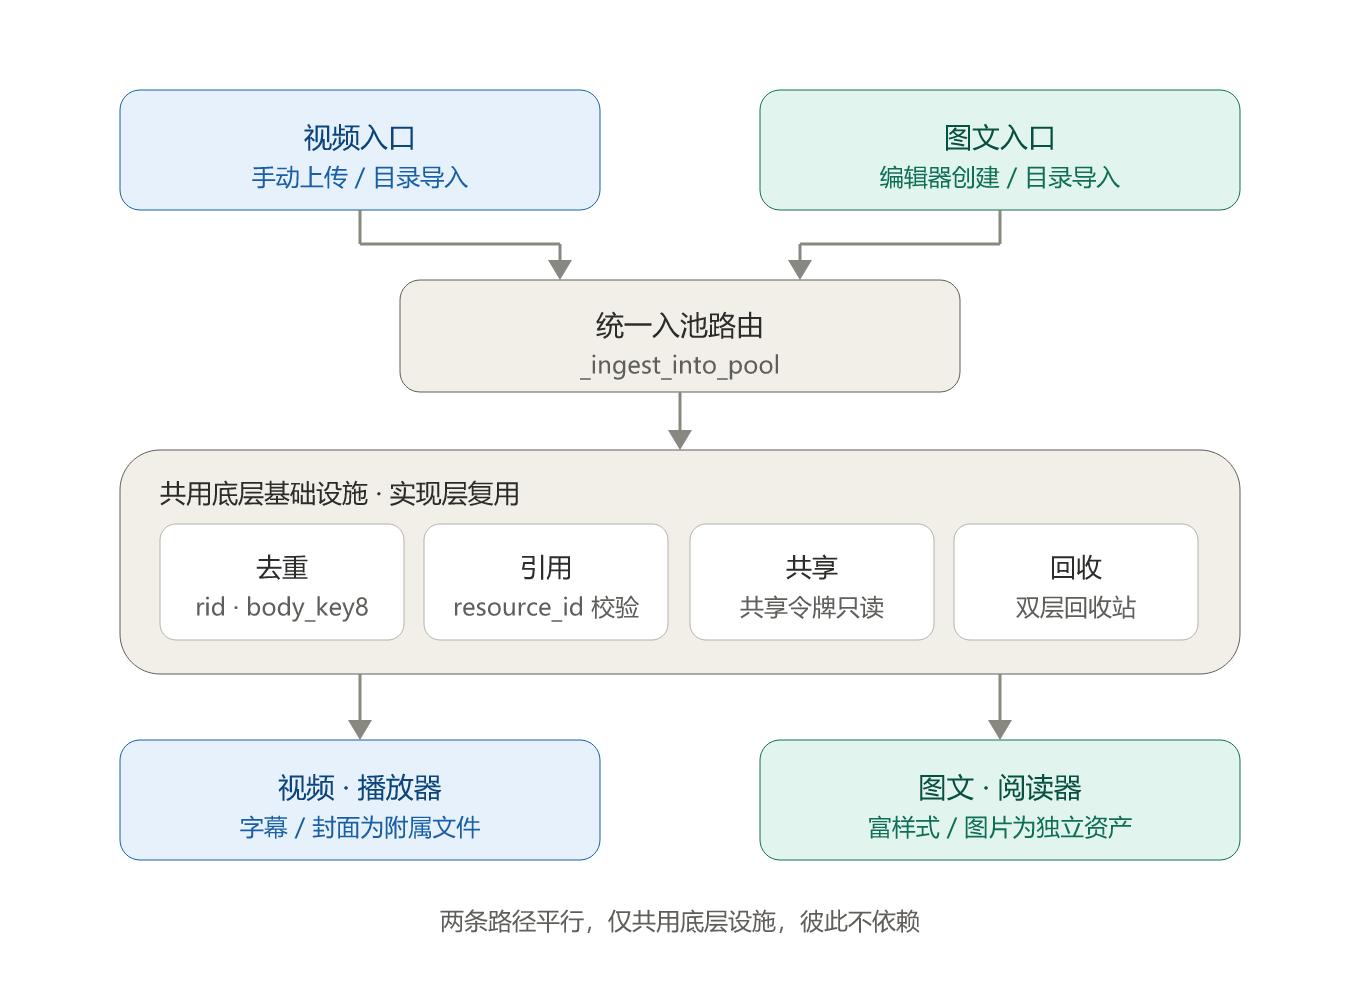 视频入口
手动上传 / 目录导入
图文入口
编辑器创建 / 目录导入
统一入池路由
_ingest_into_pool
共用底层基础设施 · 实现层复用
去重
rid · body_key8
引用
resource_id 校验
共享
共享令牌只读
回收
双层回收站
视频 · 播放器
字幕 / 封面为附属文件
图文 · 阅读器
富样式 / 图片为独立资产
两条路径平行，仅共用底层设施，彼此不依赖